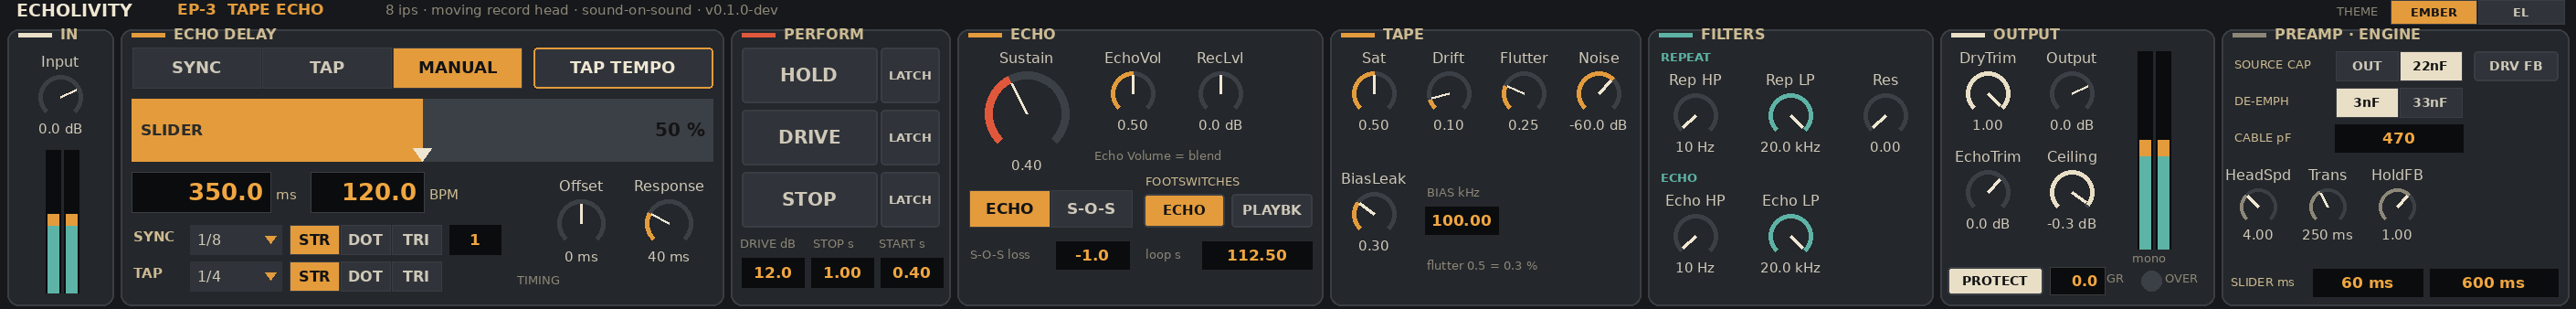 ECHOLIVITY EP-3 TAPE ECHO 8 ips · moving record head · sound-on-sound · v0.1.0-dev THEME EMBER EL
IN
Input
0.0 dB
ECHO DELAY
SYNC TAP MANUAL TAP TEMPO
SLIDER 50 %
350.0 ms 120.0 BPM
Offset Response
0 ms 40 ms
SYNC 1/8 STR DOT TRI 1
TAP 1/4 STR DOT TRI
TIMING
PERFORM
HOLD LATCH
DRIVE LATCH
STOP LATCH
DRIVE dB STOP s START s
12.0 1.00 0.40
ECHO
Sustain EchoVol RecLvl
0.50 0.0 dB
0.40
Echo Volume = blend
FOOTSWITCHES
ECHO S-O-S ECHO PLAYBK
S-O-S loss -1.0 loop s 112.50
TAPE
Sat Drift Flutter Noise
0.50 0.10 0.25 -60.0 dB
BiasLeak
0.30
BIAS kHz
100.00
flutter 0.5 = 0.3 %
FILTERS
REPEAT
Rep HP Rep LP Res
10 Hz 20.0 kHz 0.00
ECHO
Echo HP Echo LP
10 Hz 20.0 kHz
OUTPUT
DryTrim Output
1.00 0.0 dB
EchoTrim Ceiling
0.0 dB -0.3 dB
mono
PROTECT 0.0 GR OVER
PREAMP · ENGINE
SOURCE CAP OUT 22nF DRV FB
DE-EMPH 3nF 33nF
CABLE pF 470
HeadSpd Trans HoldFB
4.00 250 ms 1.00
SLIDER ms 60 ms 600 ms